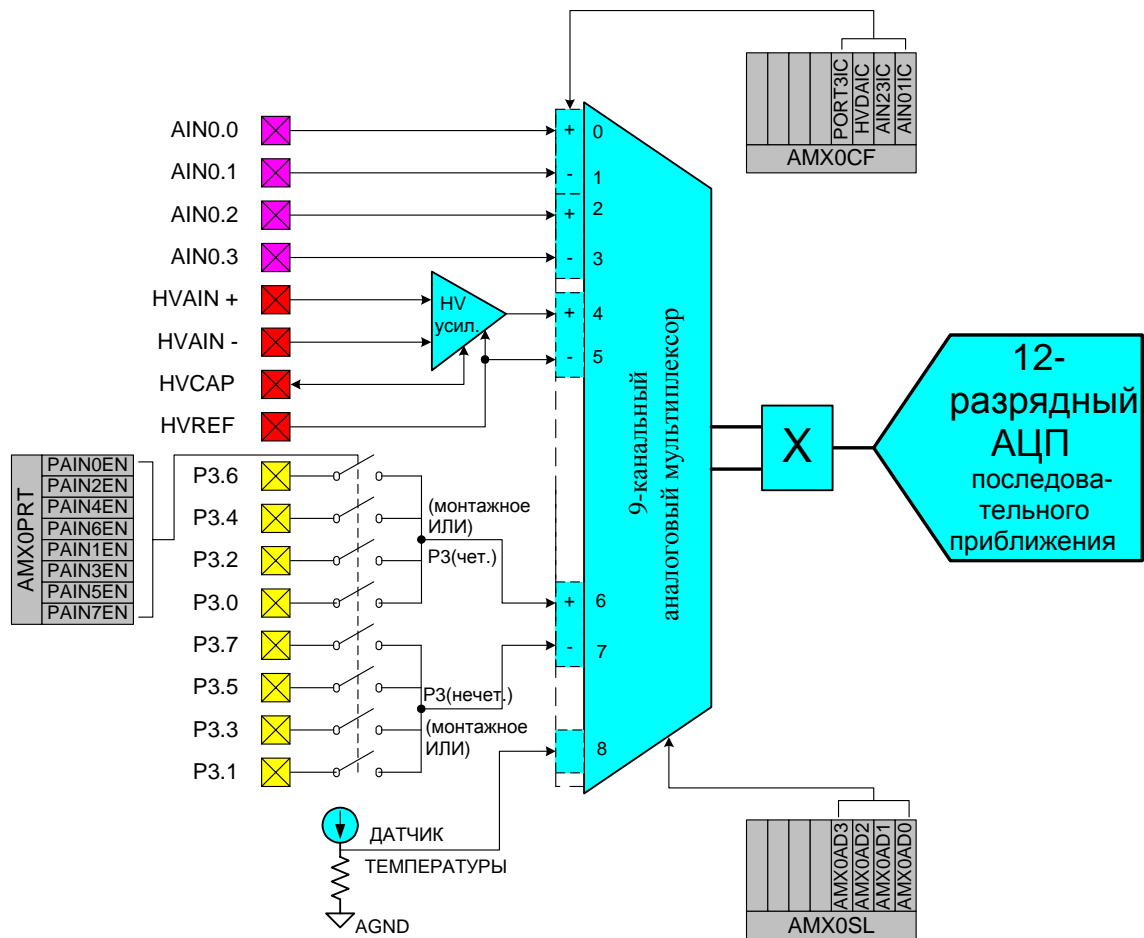 PORT3IC
HVDAIC
AIN23IC
AIN01IC
AMX0CF
AIN0.0
AIN0.1
AIN0.2
AIN0.3
HVAIN +
HVAIN -
HVCAP
HVREF
P3.6
P3.4
P3.2
P3.0
P3.7
P3.5
P3.3
P3.1
AMX0PRT
PAIN0EN
PAIN2EN
PAIN4EN
PAIN6EN
PAIN1EN
PAIN3EN
PAIN5EN
PAIN7EN
HV
усил.
(монтажное
ИЛИ)
P3(чет.)
P3(нечет.)
(монтажное
ИЛИ)
ДАТЧИК
ТЕМПЕРАТУРЫ
AGND
+ 0
- 1
+ 2
- 3
+ 4
- 5
+ 6
- 7
8
9-канальный
аналоговый мультиплексор
X
12-
разрядный
АЦП
последова-
тельного
приближения
AMX0AD3
AMX0AD2
AMX0AD1
AMX0AD0
AMX0SL